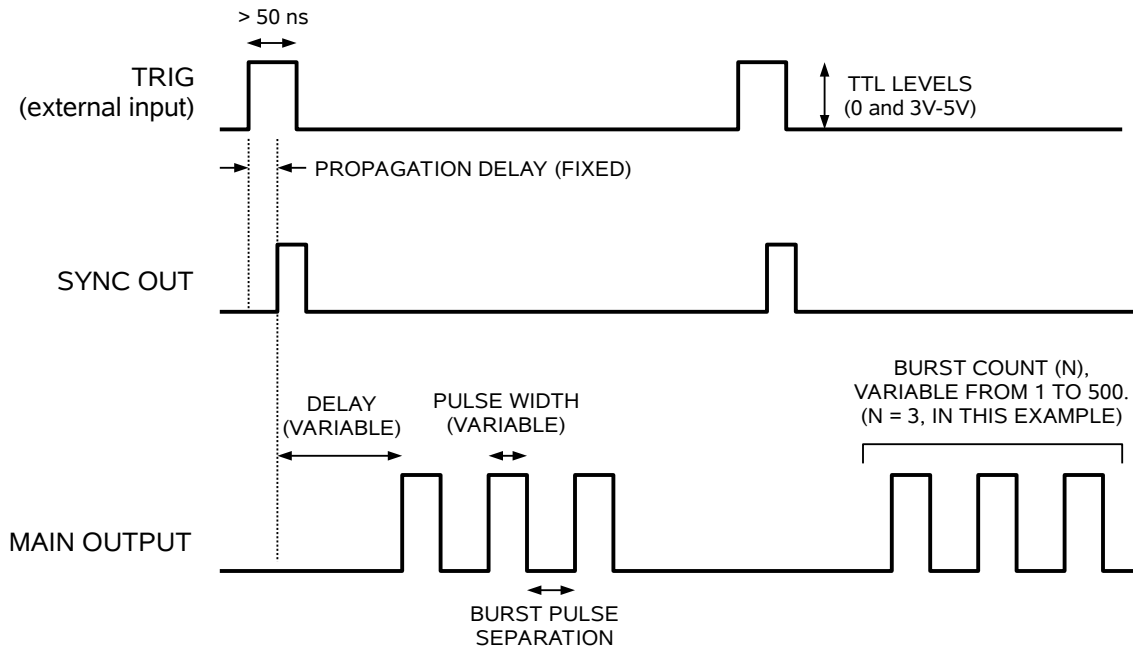 > 50 ns
TRIG
(external input)
TTL LEVELS
(0 and 3V-5V)
PROPAGATION DELAY (FIXED)
SYNC OUT
BURST COUNT (N),
VARIABLE FROM 1 TO 500.
(N = 3, IN THIS EXAMPLE)
DELAY
(VARIABLE)
PULSE WIDTH
(VARIABLE)
MAIN OUTPUT
BURST PULSE
SEPARATION